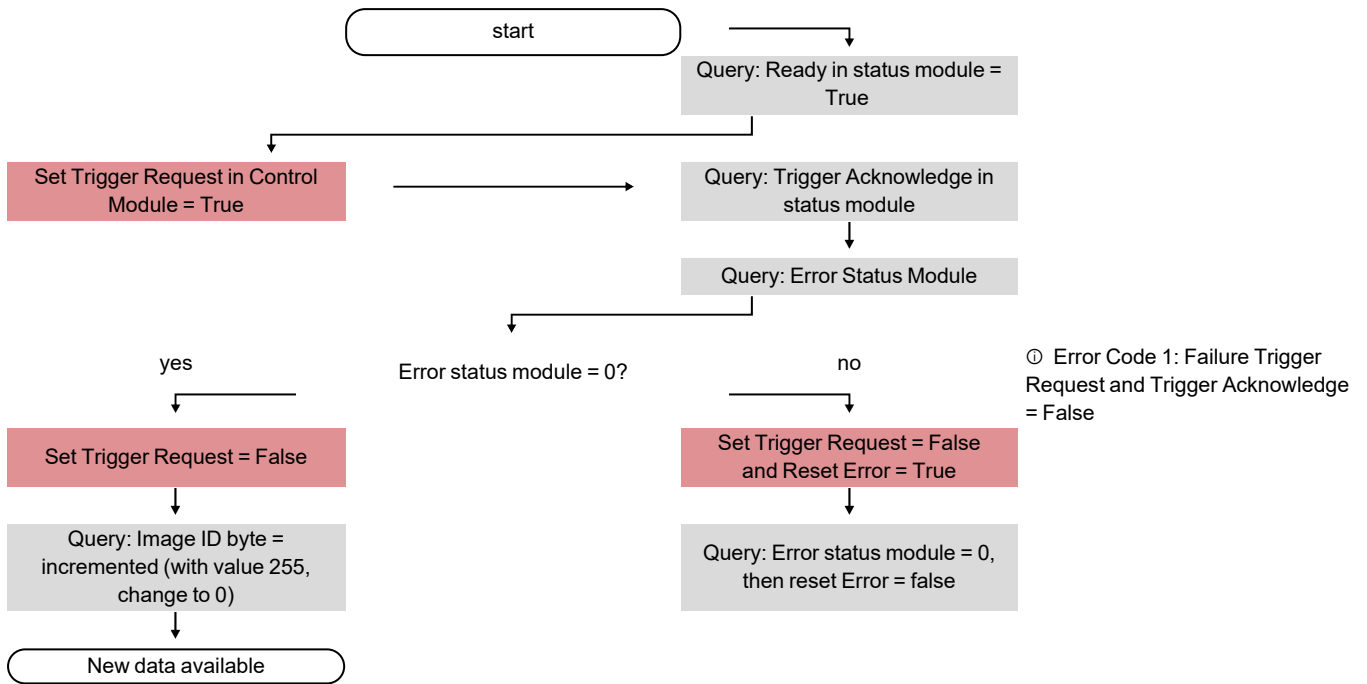 start
Query: Ready in status module =
True
Set Trigger Request in Control
Module = True
Query: Trigger Acknowledge in
status module
Query: Error Status Module
yes
Error status module = 0?
no
ⓘ Error Code 1: Failure Trigger
Request and Trigger Acknowledge
= False
Set Trigger Request = False
Set Trigger Request = False
and Reset Error = True
Query: Image ID byte =
incremented (with value 255,
change to 0)
Query: Error status module = 0,
then reset Error = false
New data available